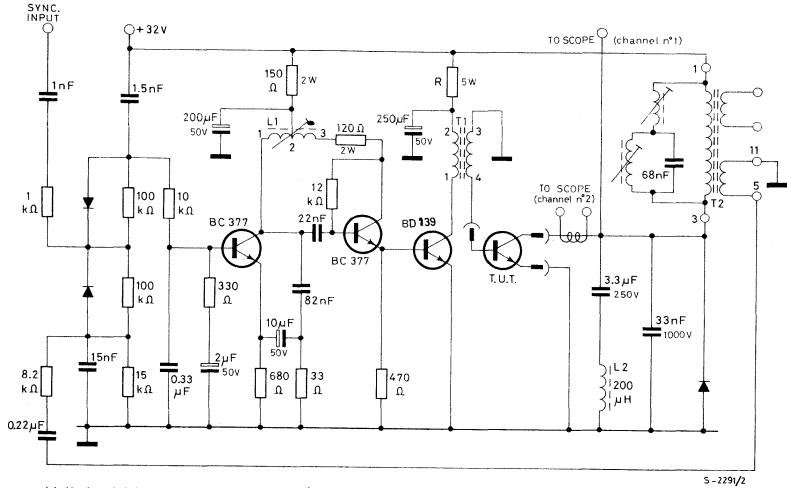 SYNC.
INPUT
+32V
TO SCOPE (channel n°1)
1nF
1.5nF
150
Ω
2W
R
5W
1
200µF
50V
L1
1
2
3
120Ω
2W
250µF
50V
T1
2
3
1
4
68nF
11
5
T2
3
1
kΩ
100
kΩ
10
kΩ
BC 377
12
kΩ
22nF
BC 377
BD 139
TO SCOPE
(channel n°2)
T.U.T.
100
kΩ
330
Ω
82nF
10µF
50V
3.3µF
250V
33nF
1000V
8.2
kΩ
15nF
15
kΩ
0.33
µF
2µF
50V
680
Ω
33
Ω
470
Ω
L2
200
µH
0.22µF
S-2291/2